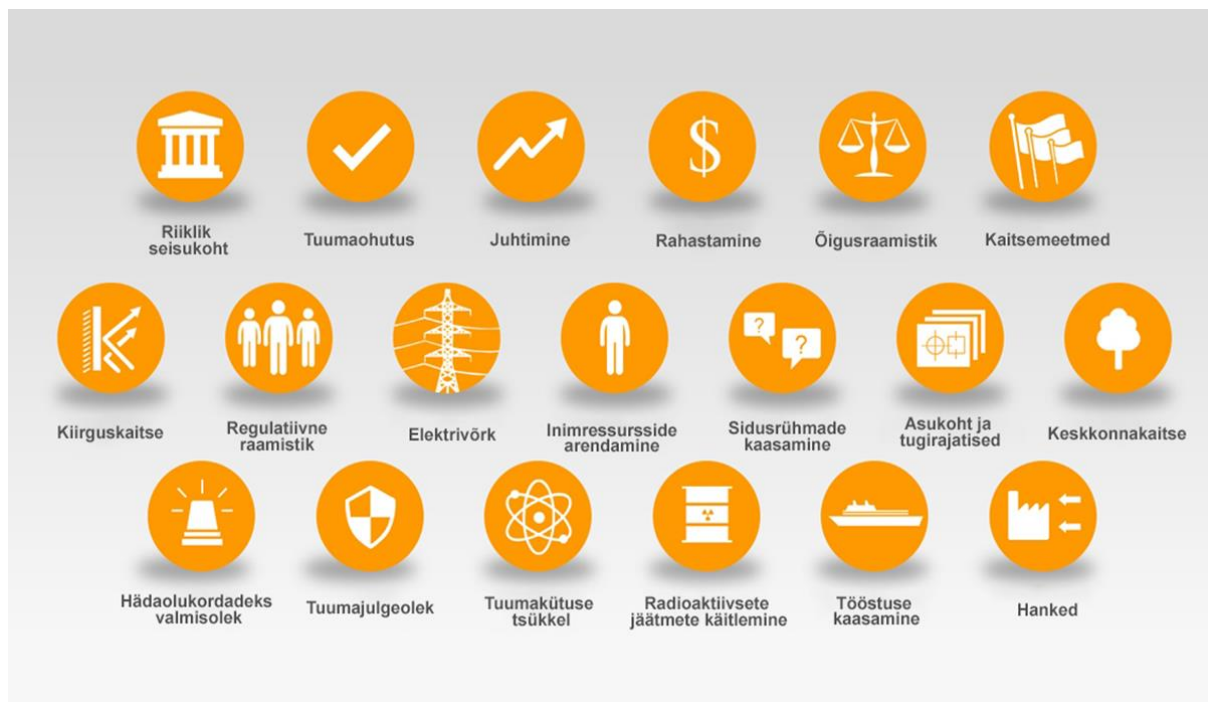 Riiklik
seisukoht
Tuumaohutus
Juhtimine
$
Rahastamine
Õigusraamistik
Kaitsemeetmed
Kiirguskaitse
Regulatiivne
raamistik
Elektrivõrk
Inimressursside
arendamine
?
?
Sidusrühmade
kaasamine
Asukoht ja
tugirajatised
Keskkonnakaitse
Hädaolukordadeks
valmisolek
Tuumajulgeolek
Tuumakütuse
tsükkel
Radioaktiivsete
jäätmete käitlemine
Tööstuse
kaasamine
Hanked